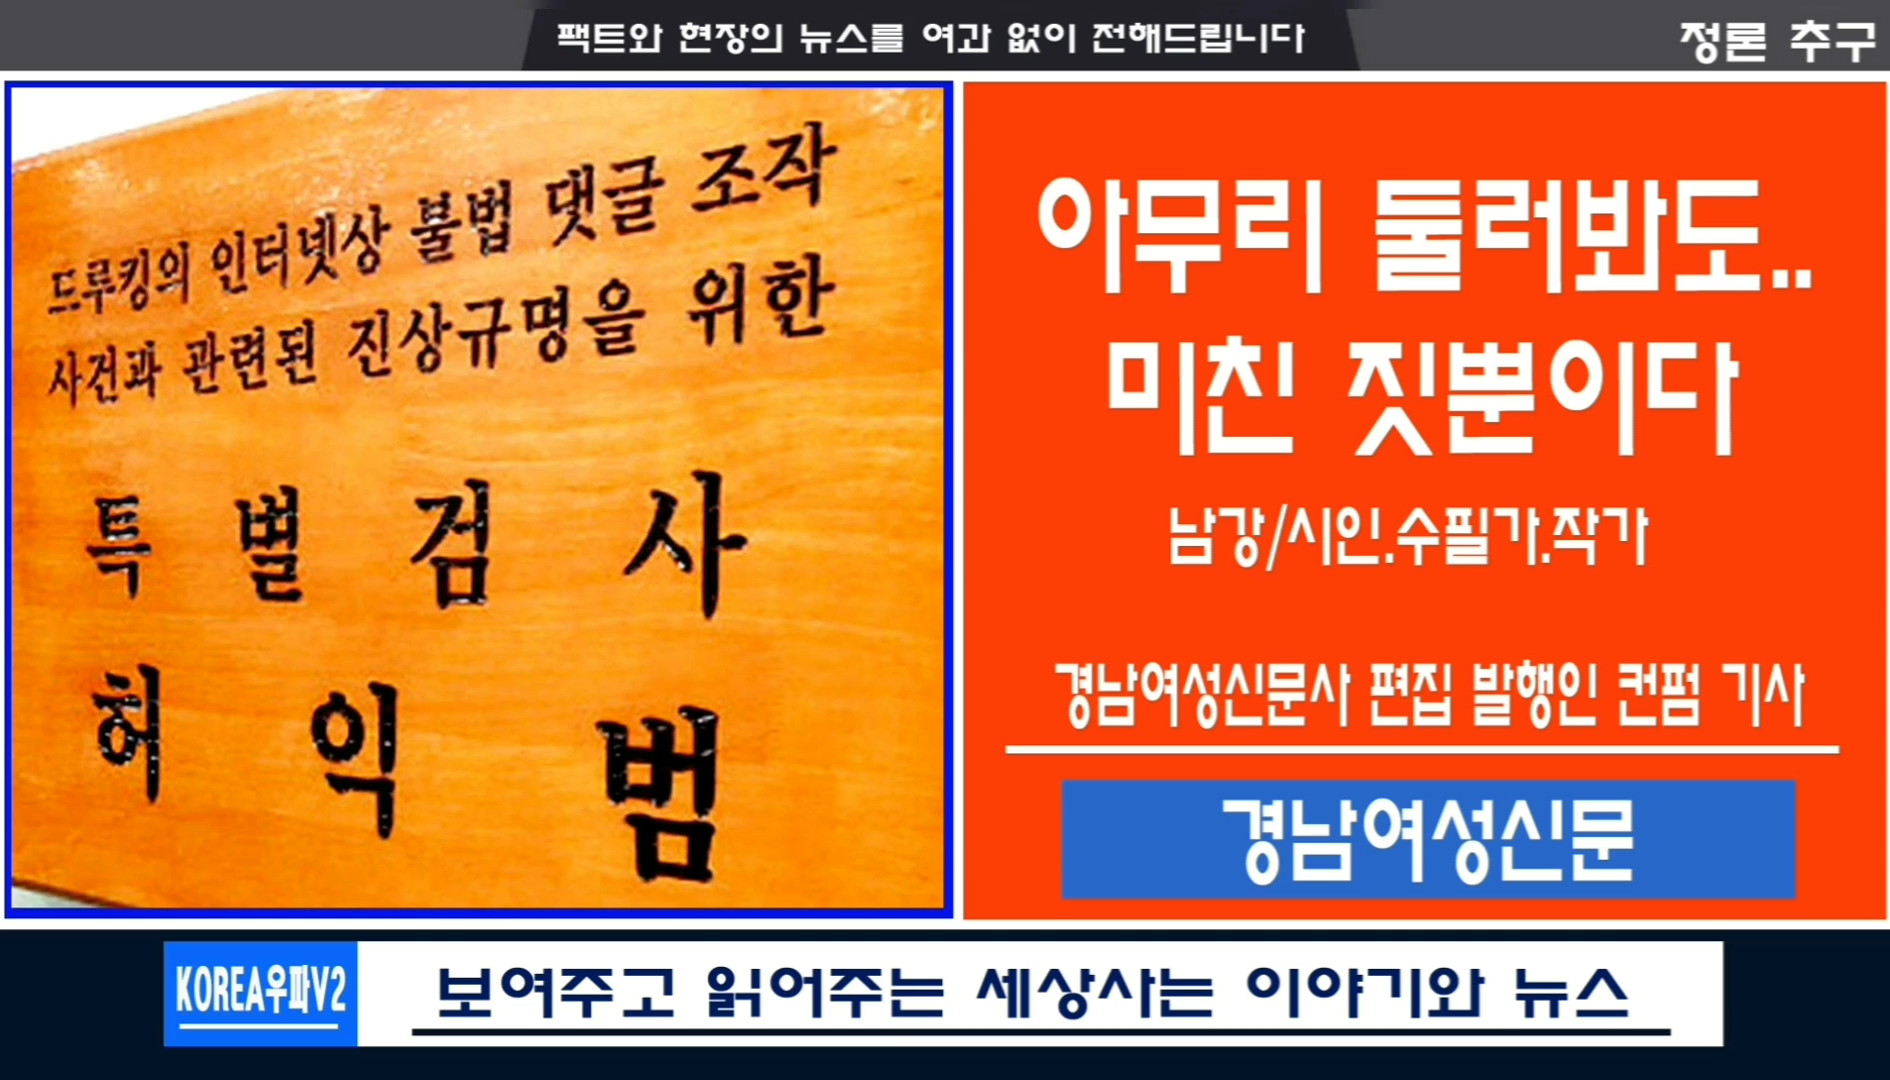 팩트와 현장의 뉴스를 여과 없이 전해드립니다
정론 추구
드루킹의 인터넷상 불법 댓글 조작
사건과 관련된 진상규명을 위한
특별검사
허익범
아무리 둘러봐도..
미친 짓뿐이다
남강/시인.수필가.작가
경남여성신문사 편집 발행인 컨펌 기사
경남여성신문
KOREA우파V2
보여주고 읽어주는 세상사는 이야기와 뉴스